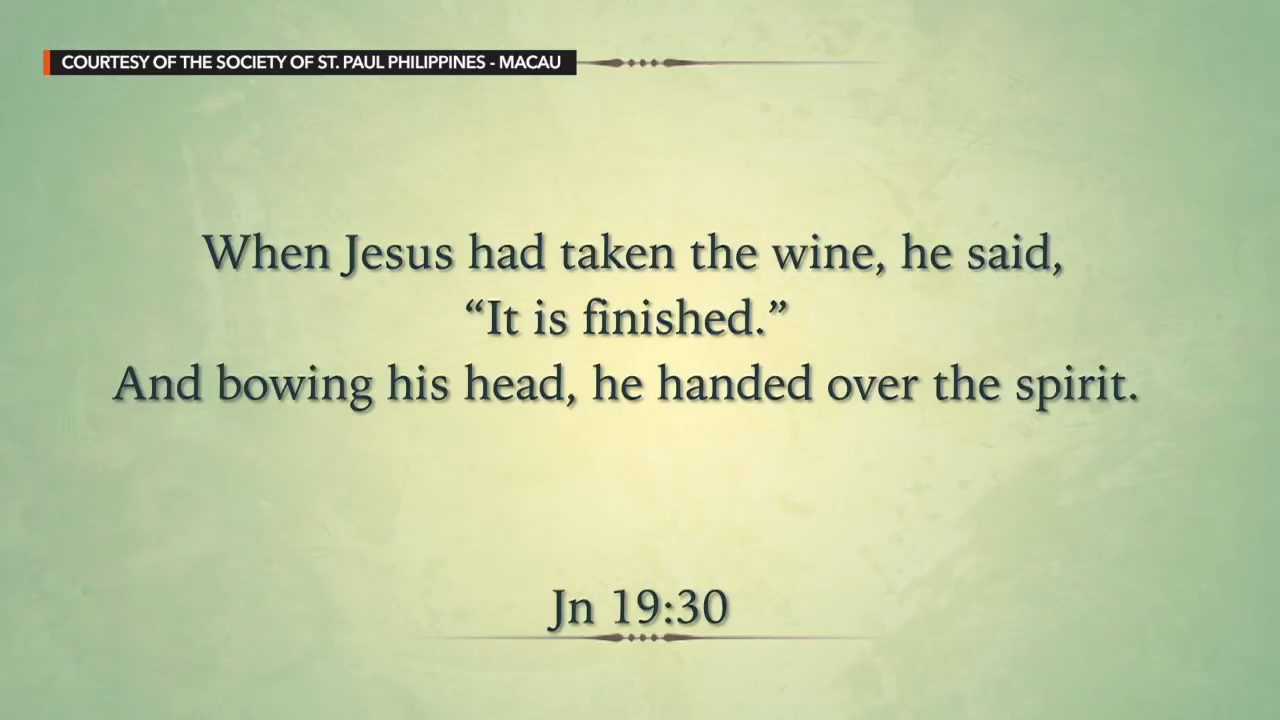 COURTESY OF THE SOCIETY OF ST. PAUL PHILIPPINES - MACAU
When Jesus had taken the wine, he said,
“It is finished.”
And bowing his head, he handed over the spirit.
Jn 19:30